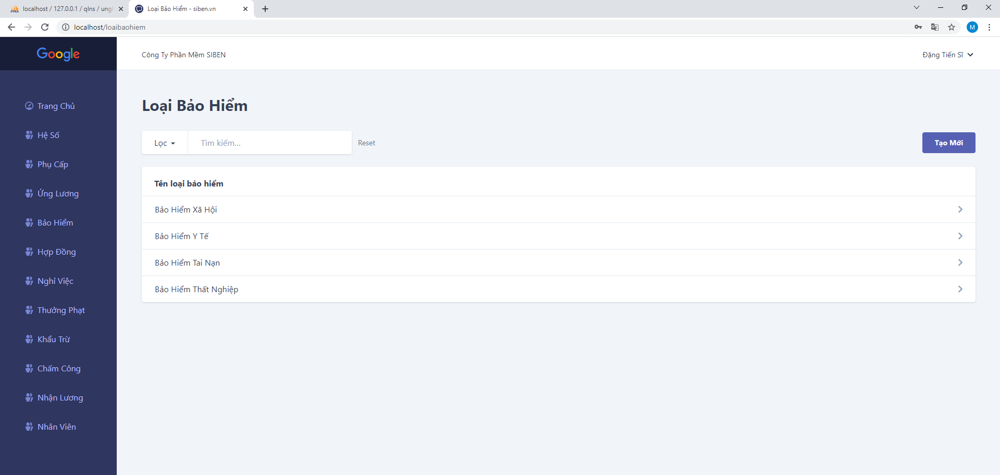 localhost / 127.0.0.1 / qlns / ung
Loại Bảo Hiểm - siben.vn
localhost/loaibaohiem
M
Google
Công Ty Phần Mềm SIBEN
Đặng Tiến Sĩ
Trang Chủ
Hệ Số
Phụ Cấp
Ứng Lương
Bảo Hiểm
Hợp Đồng
Nghỉ Việc
Thưởng Phạt
Khẩu Trừ
Chấm Công
Nhận Lương
Nhân Viên
Loại Bảo Hiểm
Lọc
Tìm kiếm...
Reset
Tạo Mới
Tên loại bảo hiểm
Bảo Hiểm Xã Hội
Bảo Hiểm Y Tế
Bảo Hiểm Tai Nạn
Bảo Hiểm Thất Nghiệp